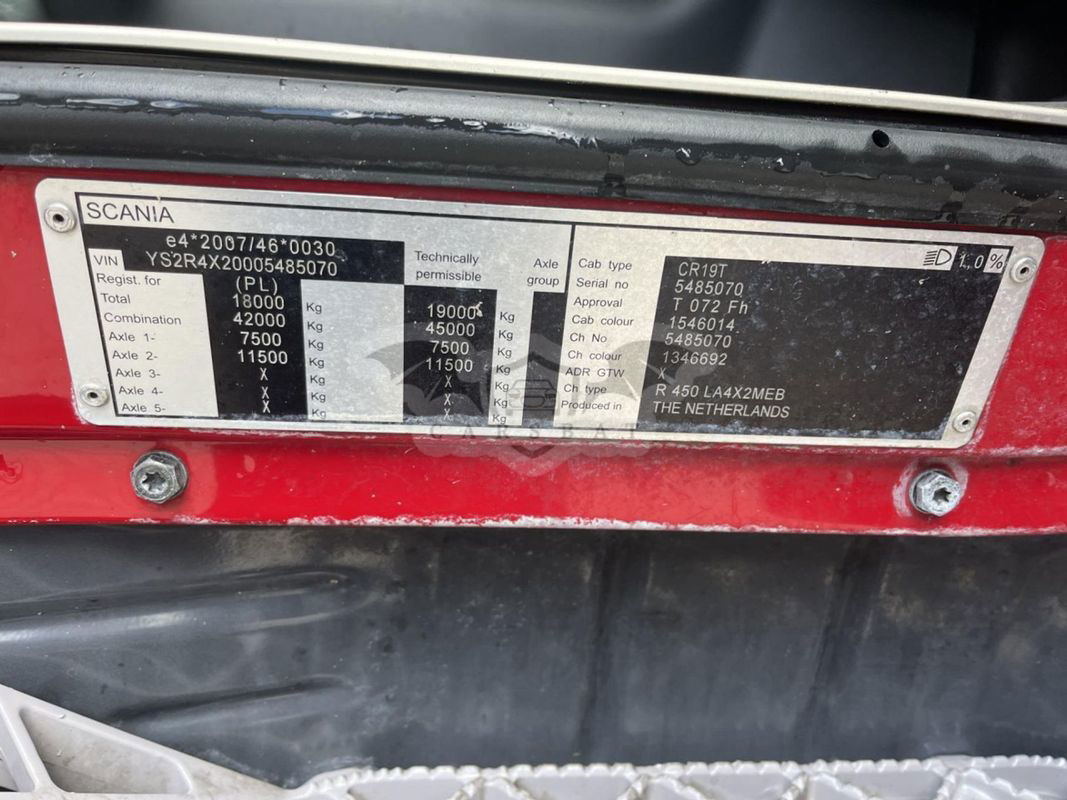 SCANIA
e4*2007/46*0030
VIN YS2R4X20005485070
Regist. for (PL)
Total 18000 Kg
Combination 42000 Kg
Axle 1- 7500 Kg
Axle 2- 11500 Kg
Axle 3- X Kg
Axle 4- X Kg
Axle 5- X Kg
Technically permissible
Axle group
19000 Kg
45000 Kg
7500 Kg
11500 Kg
X Kg
X Kg
X Kg
1.0 %
Cab type CR19T
Serial no 5485070
Approval T 072 Fh
Cab colour 1546014
Ch No 5485070
Ch colour 1346692
ADR GTW X
Ch type R 450 LA4X2MEB
Produced in THE NETHERLANDS
CARSBAT